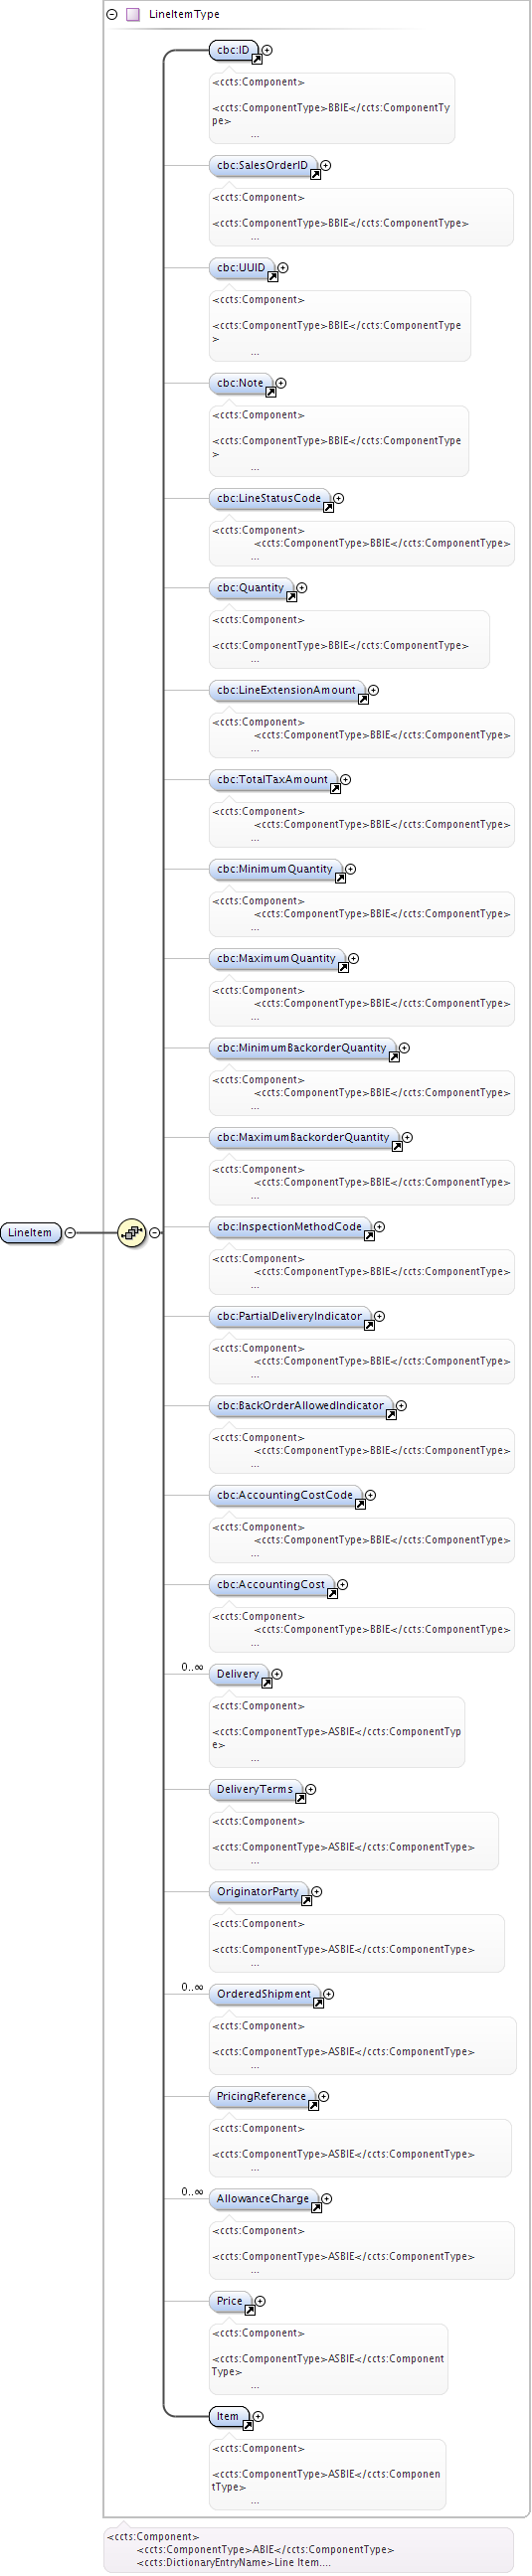 LineItemType
cbc:ID
<ccts:Component>
<ccts:ComponentType>BBIE</ccts:ComponentTy
pe>
...
cbc:SalesOrderID
<ccts:Component>
<ccts:ComponentType>BBIE</ccts:ComponentType>
...
cbc:UUID
<ccts:Component>
<ccts:ComponentType>BBIE</ccts:ComponentType
>
...
cbc:Note
<ccts:Component>
<ccts:ComponentType>BBIE</ccts:ComponentType
>
...
cbc:LineStatusCode
<ccts:Component>
<ccts:ComponentType>BBIE</ccts:ComponentType>
...
cbc:Quantity
<ccts:Component>
<ccts:ComponentType>BBIE</ccts:ComponentType>
...
cbc:LineExtensionAmount
<ccts:Component>
<ccts:ComponentType>BBIE</ccts:ComponentType>
...
cbc:TotalTaxAmount
<ccts:Component>
<ccts:ComponentType>BBIE</ccts:ComponentType>
...
cbc:MinimumQuantity
<ccts:Component>
<ccts:ComponentType>BBIE</ccts:ComponentType>
...
cbc:MaximumQuantity
<ccts:Component>
<ccts:ComponentType>BBIE</ccts:ComponentType>
...
cbc:MinimumBackorderQuantity
<ccts:Component>
<ccts:ComponentType>BBIE</ccts:ComponentType>
...
cbc:MaximumBackorderQuantity
<ccts:Component>
<ccts:ComponentType>BBIE</ccts:ComponentType>
...
LineItem
cbc:InspectionMethodCode
<ccts:Component>
<ccts:ComponentType>BBIE</ccts:ComponentType>
...
cbc:PartialDeliveryIndicator
<ccts:Component>
<ccts:ComponentType>BBIE</ccts:ComponentType>
...
cbc:BackOrderAllowedIndicator
<ccts:Component>
<ccts:ComponentType>BBIE</ccts:ComponentType>
...
cbc:AccountingCostCode
<ccts:Component>
<ccts:ComponentType>BBIE</ccts:ComponentType>
...
cbc:AccountingCost
<ccts:Component>
<ccts:ComponentType>BBIE</ccts:ComponentType>
...
0..∞ Delivery
<ccts:Component>
<ccts:ComponentType>ASBIE</ccts:ComponentTyp
e>
...
DeliveryTerms
<ccts:Component>
<ccts:ComponentType>ASBIE</ccts:ComponentType>
...
OriginatorParty
<ccts:Component>
<ccts:ComponentType>ASBIE</ccts:ComponentType>
...
0..∞ OrderedShipment
<ccts:Component>
<ccts:ComponentType>ASBIE</ccts:ComponentType>
...
PricingReference
<ccts:Component>
<ccts:ComponentType>ASBIE</ccts:ComponentType>
...
0..∞ AllowanceCharge
<ccts:Component>
<ccts:ComponentType>ASBIE</ccts:ComponentType>
...
Price
<ccts:Component>
<ccts:ComponentType>ASBIE</ccts:Component
Type>
...
Item
<ccts:Component>
<ccts:ComponentType>ASBIE</ccts:Componen
tType>
...
<ccts:Component>
<ccts:ComponentType>ABIE</ccts:ComponentType>
<ccts:DictionaryEntryName>Line Item....